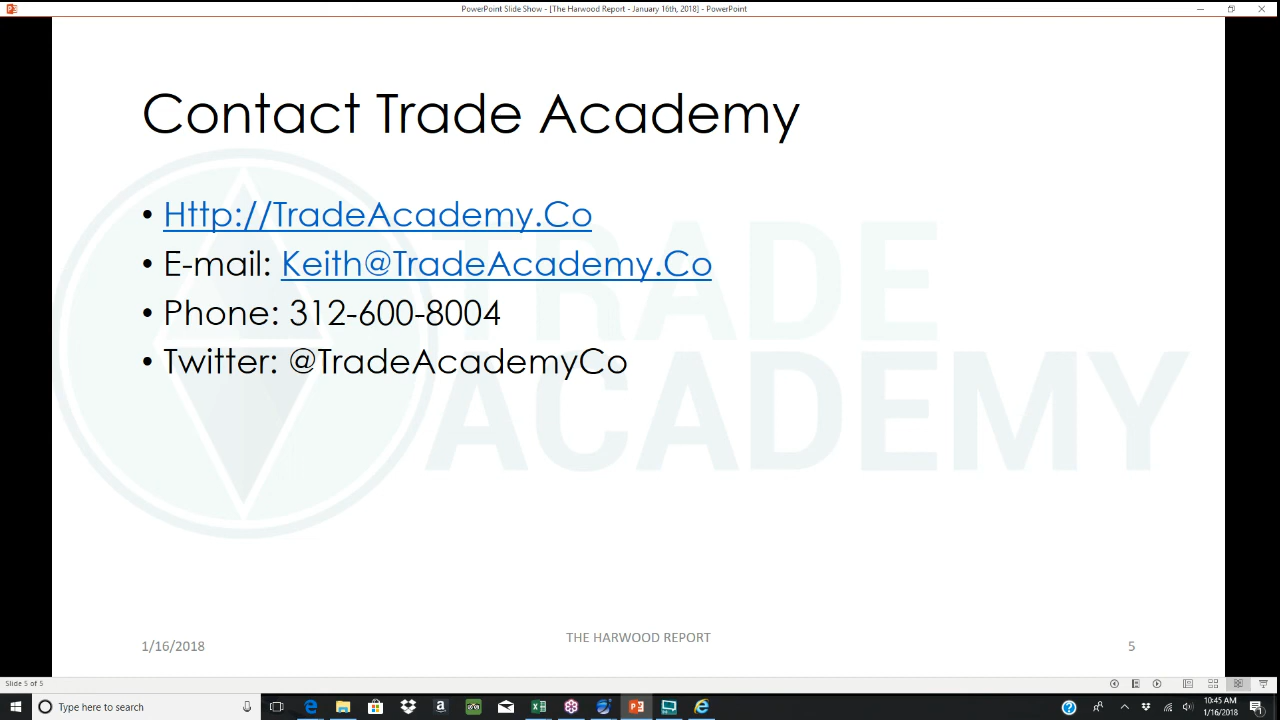 PowerPoint Slide Show - [The Harwood Report - January 16th, 2018] - PowerPoint
Contact Trade Academy
• Http://TradeAcademy.Co
• E-mail: Keith@TradeAcademy.Co
• Phone: 312-600-8004
• Twitter: @TradeAcademyCo
TRADE
ACADEMY
1/16/2018
THE HARWOOD REPORT
5
Slide 5 of 5
Type here to search
10:45 AM
1/16/2018